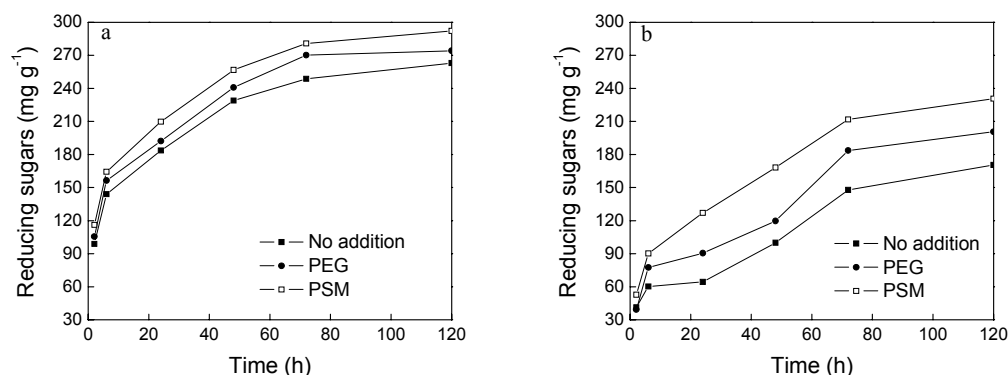 a
Reducing sugars (mg g⁻¹)
300
270
240
210
180
150
120
90
60
30
No addition
PEG
PSM
0 20 40 60 80 100 120
Time (h)
b
Reducing sugars (mg g⁻¹)
300
270
240
210
180
150
120
90
60
30
No addition
PEG
PSM
0 20 40 60 80 100 120
Time (h)